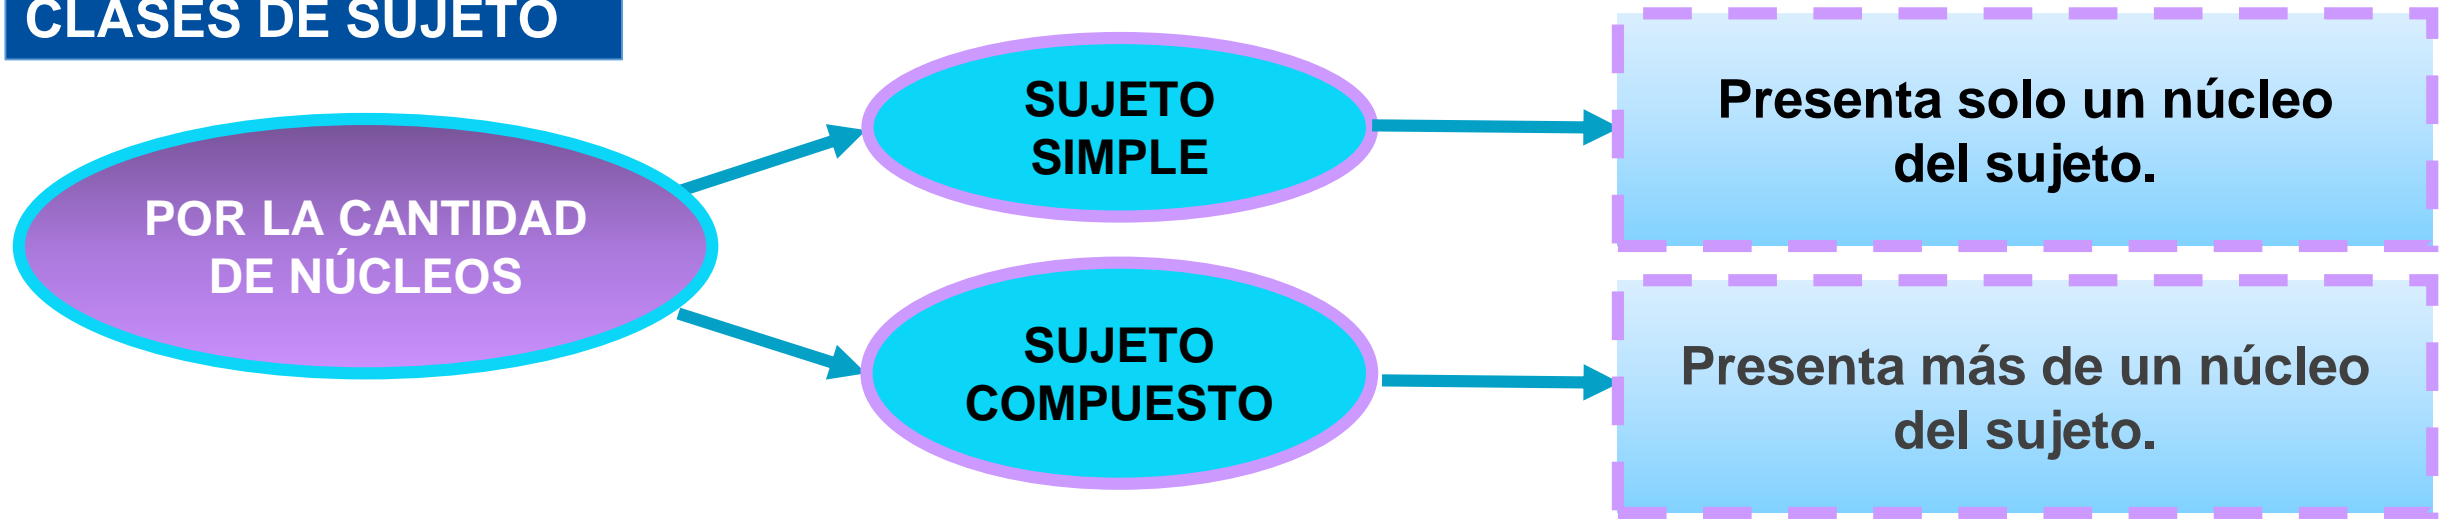 CLASES DE SUJETO
POR LA CANTIDAD
DE NÚCLEOS
SUJETO
SIMPLE
Presenta solo un núcleo
del sujeto.
SUJETO
COMPUESTO
Presenta más de un núcleo
del sujeto.